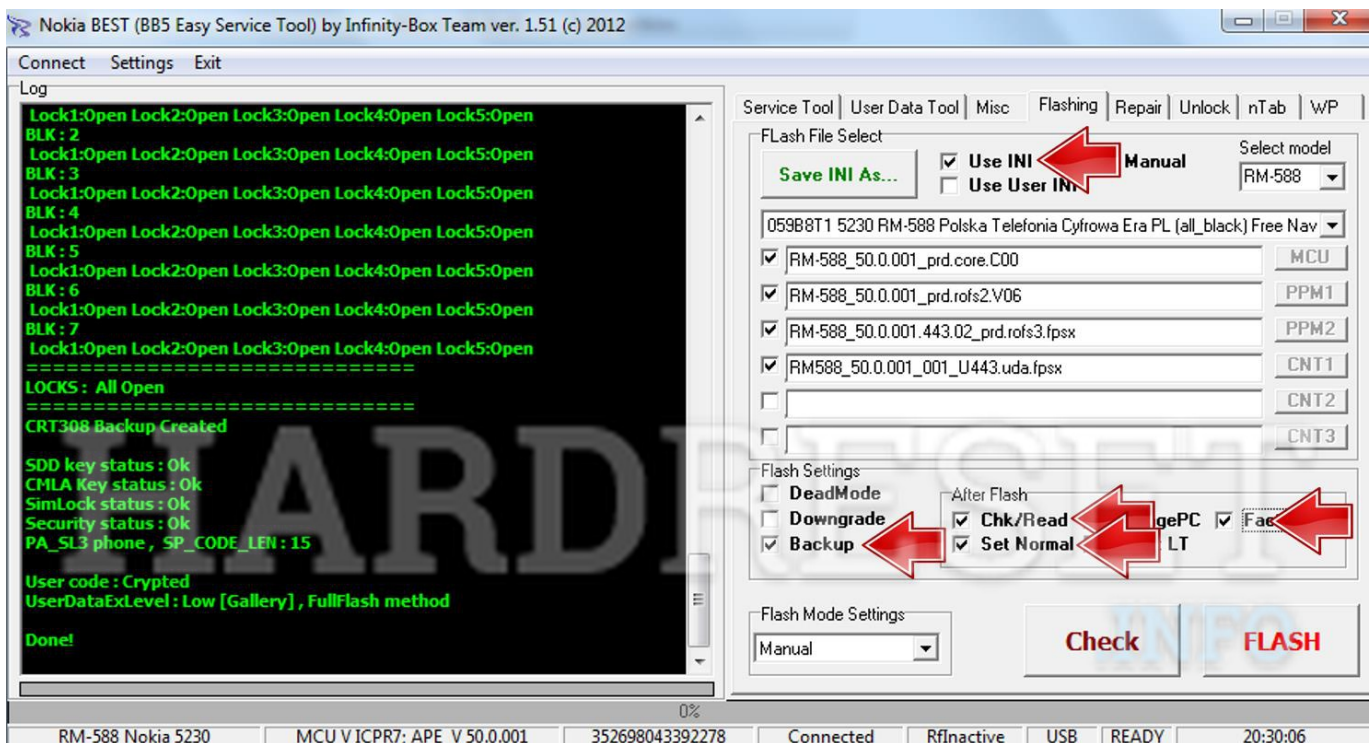 Nokia BEST (BB5 Easy Service Tool) by Infinity-Box Team ver. 1.51 (c) 2012
Connect Settings Exit
Log
Lock1:Open Lock2:Open Lock3:Open Lock4:Open Lock5:Open
BLK : 2
Lock1:Open Lock2:Open Lock3:Open Lock4:Open Lock5:Open
BLK : 3
Lock1:Open Lock2:Open Lock3:Open Lock4:Open Lock5:Open
BLK : 4
Lock1:Open Lock2:Open Lock3:Open Lock4:Open Lock5:Open
BLK : 5
Lock1:Open Lock2:Open Lock3:Open Lock4:Open Lock5:Open
BLK : 6
Lock1:Open Lock2:Open Lock3:Open Lock4:Open Lock5:Open
BLK : 7
Lock1:Open Lock2:Open Lock3:Open Lock4:Open Lock5:Open
==============================
LOCKS : All Open
==============================
CRT308 Backup Created
SDD key status : Ok
CMLA Key status : Ok
SimLock status : Ok
Security status : Ok
PA_SL3 phone , SP_CODE_LEN : 15
User code : Crypted
UserDataExLevel : Low [Gallery] , FullFlash method
Done!
Service Tool User Data Tool Misc Flashing Repair Unlock nTab WP
FLash File Select
Save INI As...
Use INI Manual
Use User INI
Select model
RM-588
059B8T1 5230 RM-588 Polska Telefonia Cyfrowa Era PL (all_black) Free Nav
RM-588_50.0.001_prd.core.C00 MCU
RM-588_50.0.001_prd.rofs2.V06 PPM1
RM-588_50.0.001.443.02_prd.rofs3.fpsx PPM2
RM588_50.0.001_001_U443.uda.fpsx CNT1
CNT2
CNT3
Flash Settings
DeadMode
Downgrade
Backup
After Flash
Chk/Read gePC Fac
Set Normal LT
Flash Mode Settings
Manual
Check
FLASH
HARDRESET
INFO
0%
RM-588 Nokia 5230 MCU V ICPR7: APE V 50.0.001 352698043392278 Connected RfInactive USB READY 20:30:06